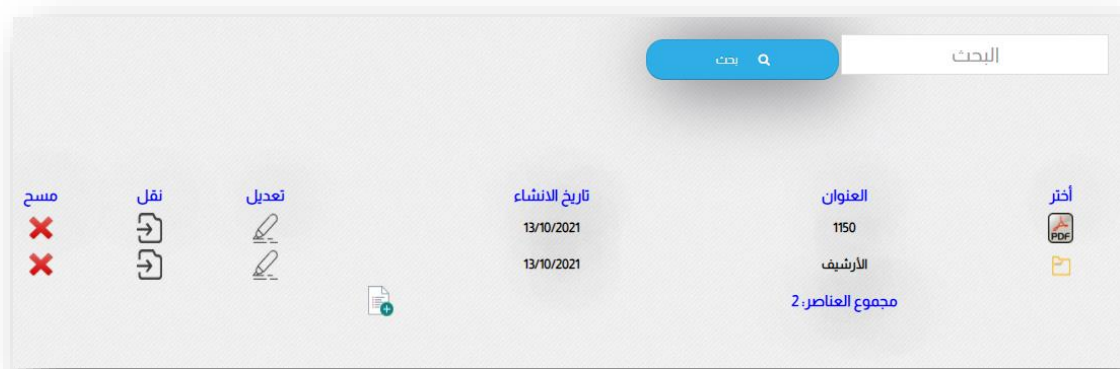 البحث بحث
أختر العنوان تاريخ الانشاء تعديل نقل مسح
PDF 1150 13/10/2021
الأرشيف 13/10/2021
مجموع العناصر: 2